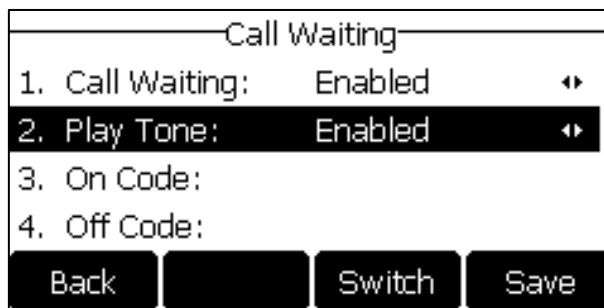 Call Waiting
1. Call Waiting: Enabled
2. Play Tone: Enabled
3. On Code:
4. Off Code:
Back Switch Save